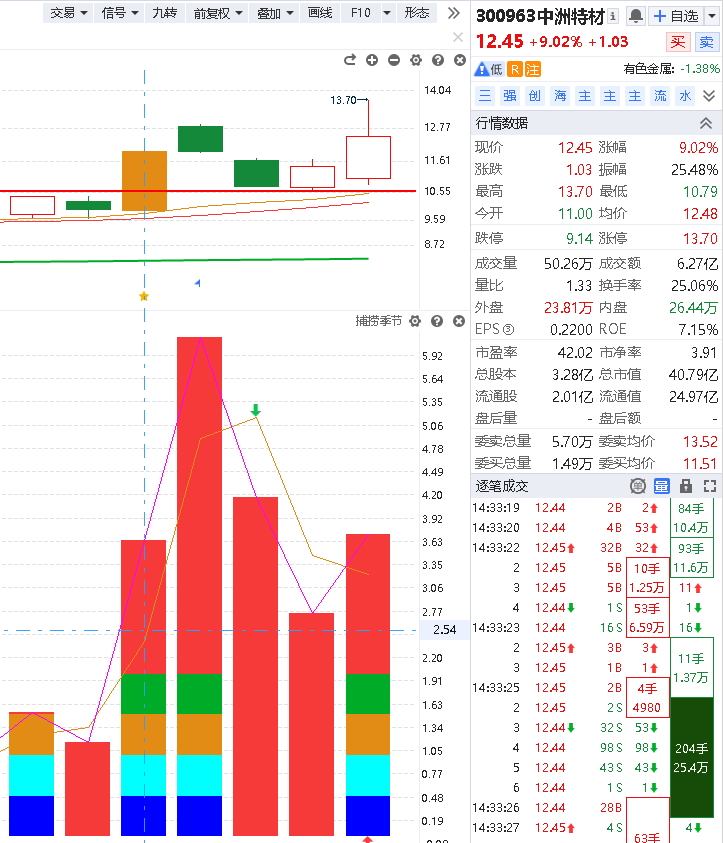 交易 信号 九转 前复权 叠加 画线 F10 形态
300963中洲特材 自选
12.45 +9.02% +1.03 买 卖
低 R 注 有色金属: -1.38%
三 强 创 海 主 主 主 流 水
行情数据
现价 12.45 涨幅 9.02%
涨跌 1.03 振幅 25.48%
最高 13.70 最低 10.79
今开 11.00 均价 12.48
跌停 9.14 涨停 13.70
成交量 50.26万 成交额 6.27亿
量比 1.33 换手率 25.06%
外盘 23.81万 内盘 26.44万
EPS③ 0.2200 ROE 7.15%
市盈率 42.02 市净率 3.91
总股本 3.28亿 总市值 40.79亿
流通股 2.01亿 流通值 24.97亿
盘后量 - 盘后额 -
委卖总量 5.70万 委卖均价 13.52
委买总量 1.49万 委买均价 11.51
逐笔成交 单 量
14:33:19 12.44 2B 2
14:33:20 12.44 4B 53
14:33:22 12.45 32B 32
2 12.45 5B
3 12.45 5B 11
4 12.44 1S 1
14:33:23 12.44 16S 16
2 12.45 3B 3
3 12.45 1B 1
14:33:25 12.45 2B
2 12.45 2S
3 12.44 32S 53
4 12.44 98S 98
5 12.44 43S 43
6 12.44 1S 1
14:33:26 12.44 28B
14:33:27 12.45 4S 4
10手
1.25万
53手
6.59万
4手
4980
63手
84手
10.4万
93手
11.6万
11手
1.37万
204手
25.4万
13.70
14.04
12.77
11.61
10.55
9.59
8.72
捕捞季节
5.92
5.64
5.35
5.06
4.78
4.49
4.20
3.92
3.63
3.35
3.06
2.77
2.54
2.20
1.91
1.63
1.34
1.05
0.77
0.48
0.19